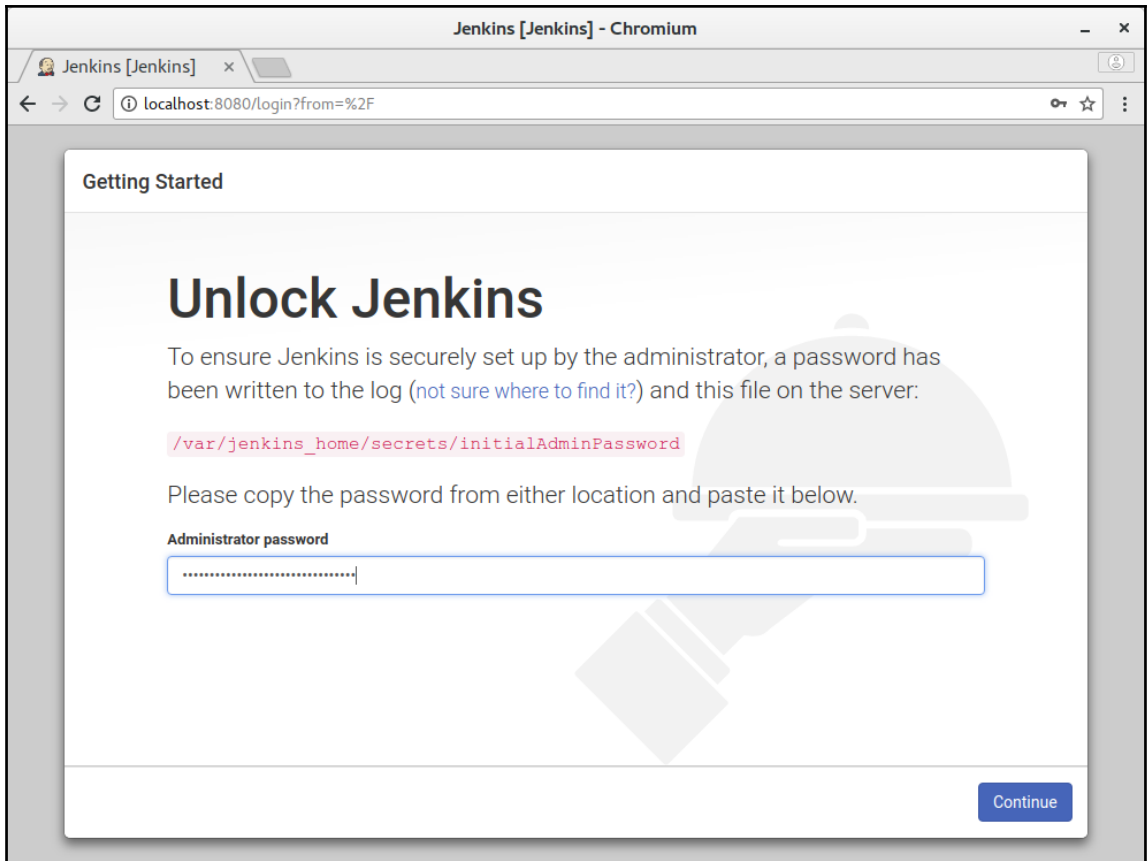 Jenkins [Jenkins] - Chromium
Jenkins [Jenkins]
localhost:8080/login?from=%2F
Getting Started
Unlock Jenkins
To ensure Jenkins is securely set up by the administrator, a password has
been written to the log (not sure where to find it?) and this file on the server:
/var/jenkins_home/secrets/initialAdminPassword
Please copy the password from either location and paste it below.
Administrator password
••••••••••••••••••••••••••••••••
Continue